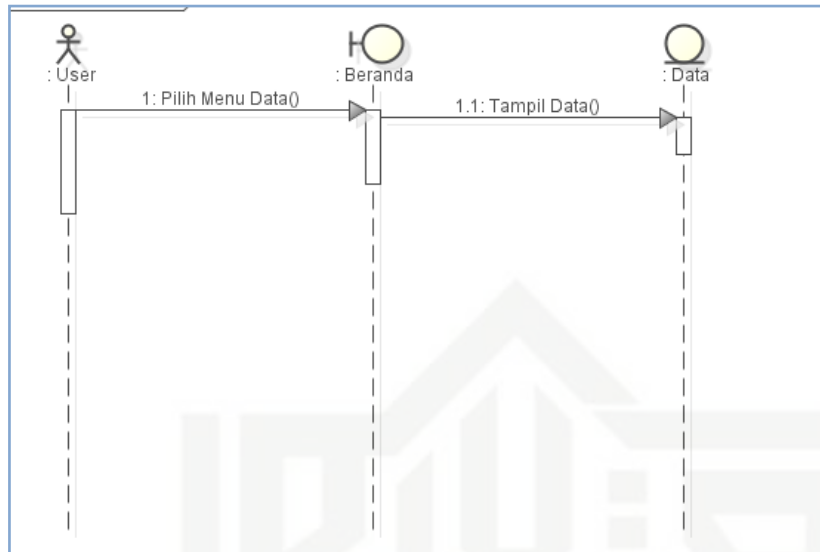 : User
: Beranda
: Data
1: Pilih Menu Data()
1.1: Tampil Data()